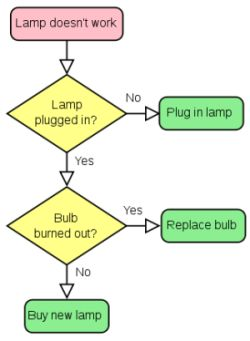 Lamp doesn't work
Lamp
plugged in?
No
Plug in lamp
Yes
Bulb
burned out?
Yes
Replace bulb
No
Buy new lamp